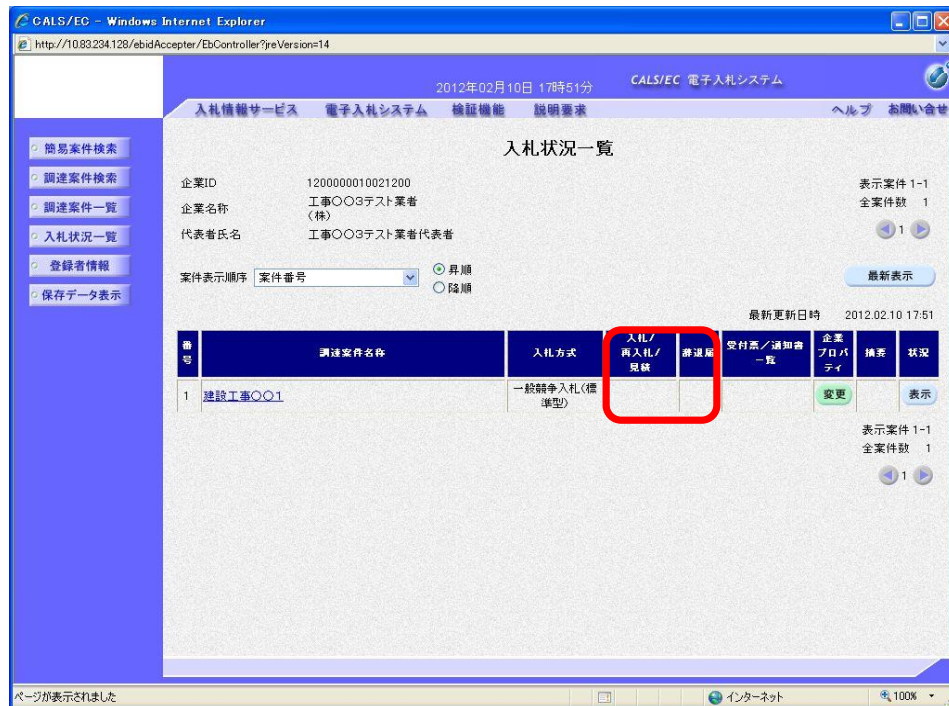 CALS/EC - Windows Internet Explorer
http://10.83.234.128/ebidAccepter/EbController?jreVersion=14
2012年02月10日 17時51分
CALS/EC 電子入札システム
入札情報サービス 電子入札システム 検証機能 説明要求 ヘルプ お問い合せ
簡易案件検索
調達案件検索
調達案件一覧
入札状況一覧
登録者情報
保存データ表示
入札状況一覧
企業ID 1200000010021200
企業名称 工事〇〇3テスト業者
(株)
代表者氏名 工事〇〇3テスト業者代表者
表示案件 1-1
全案件数 1
1
案件表示順序 案件番号
昇順
降順
最新表示
最新更新日時 2012.02.10 17:51
番号 調達案件名称 入札方式 入札/再入札/見積 辞退届 受付票/通知書一覧 企業プロパティ 摘要 状況
1 建設工事〇〇1 一般競争入札(標準型) 変更 表示
表示案件 1-1
全案件数 1
1
ページが表示されました インターネット 100%